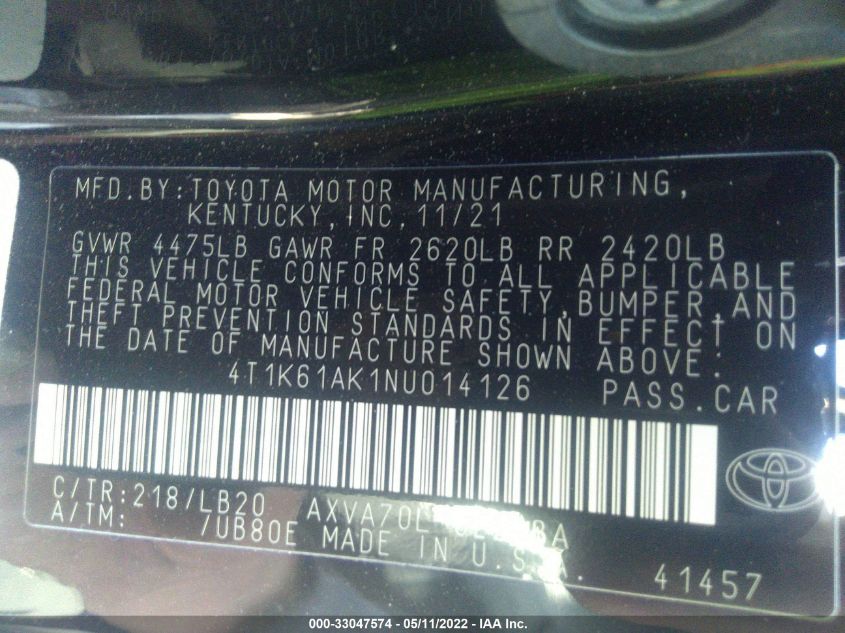 MFD.BY:TOYOTA MOTOR MANUFACTURING,
KENTUCKY,INC. 11/21
GVWR 4475LB GAWR FR 2620LB RR 2420LB
THIS VEHICLE CONFORMS TO ALL APPLICABLE
FEDERAL MOTOR VEHICLE SAFETY,BUMPER,AND
THEFT PREVENTION STANDARDS IN EFFECT ON
THE DATE OF MANUFACTURE SHOWN ABOVE:
4T1K61AK1NU014126 PASS.CAR
C/TR:218/LB20
A/TM: /UB80E MADE IN U.S.A.
41457
000-33047574 - 05/11/2022 - IAA Inc.